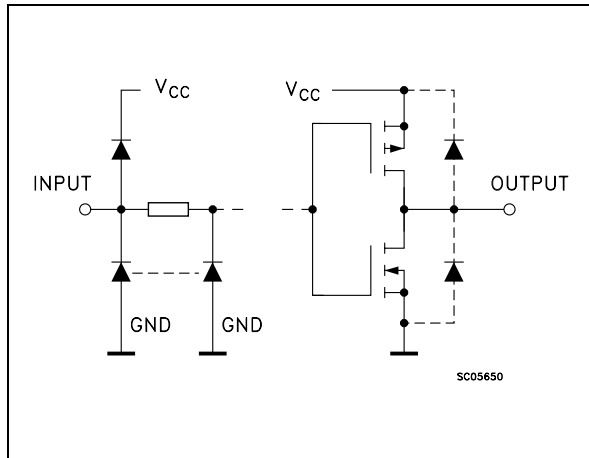 VCC
VCC
INPUT
OUTPUT
GND
GND
SC05650